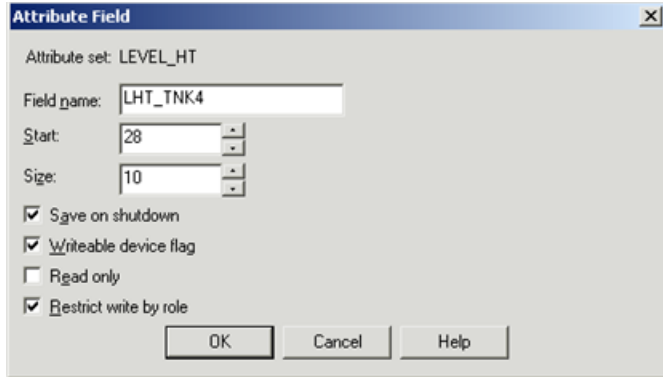 Attribute Field
Attribute set: LEVEL_HT
Field name: LHT_TNK4
Start: 28
Size: 10
Save on shutdown
Writeable device flag
Read only
Restrict write by role
OK Cancel Help